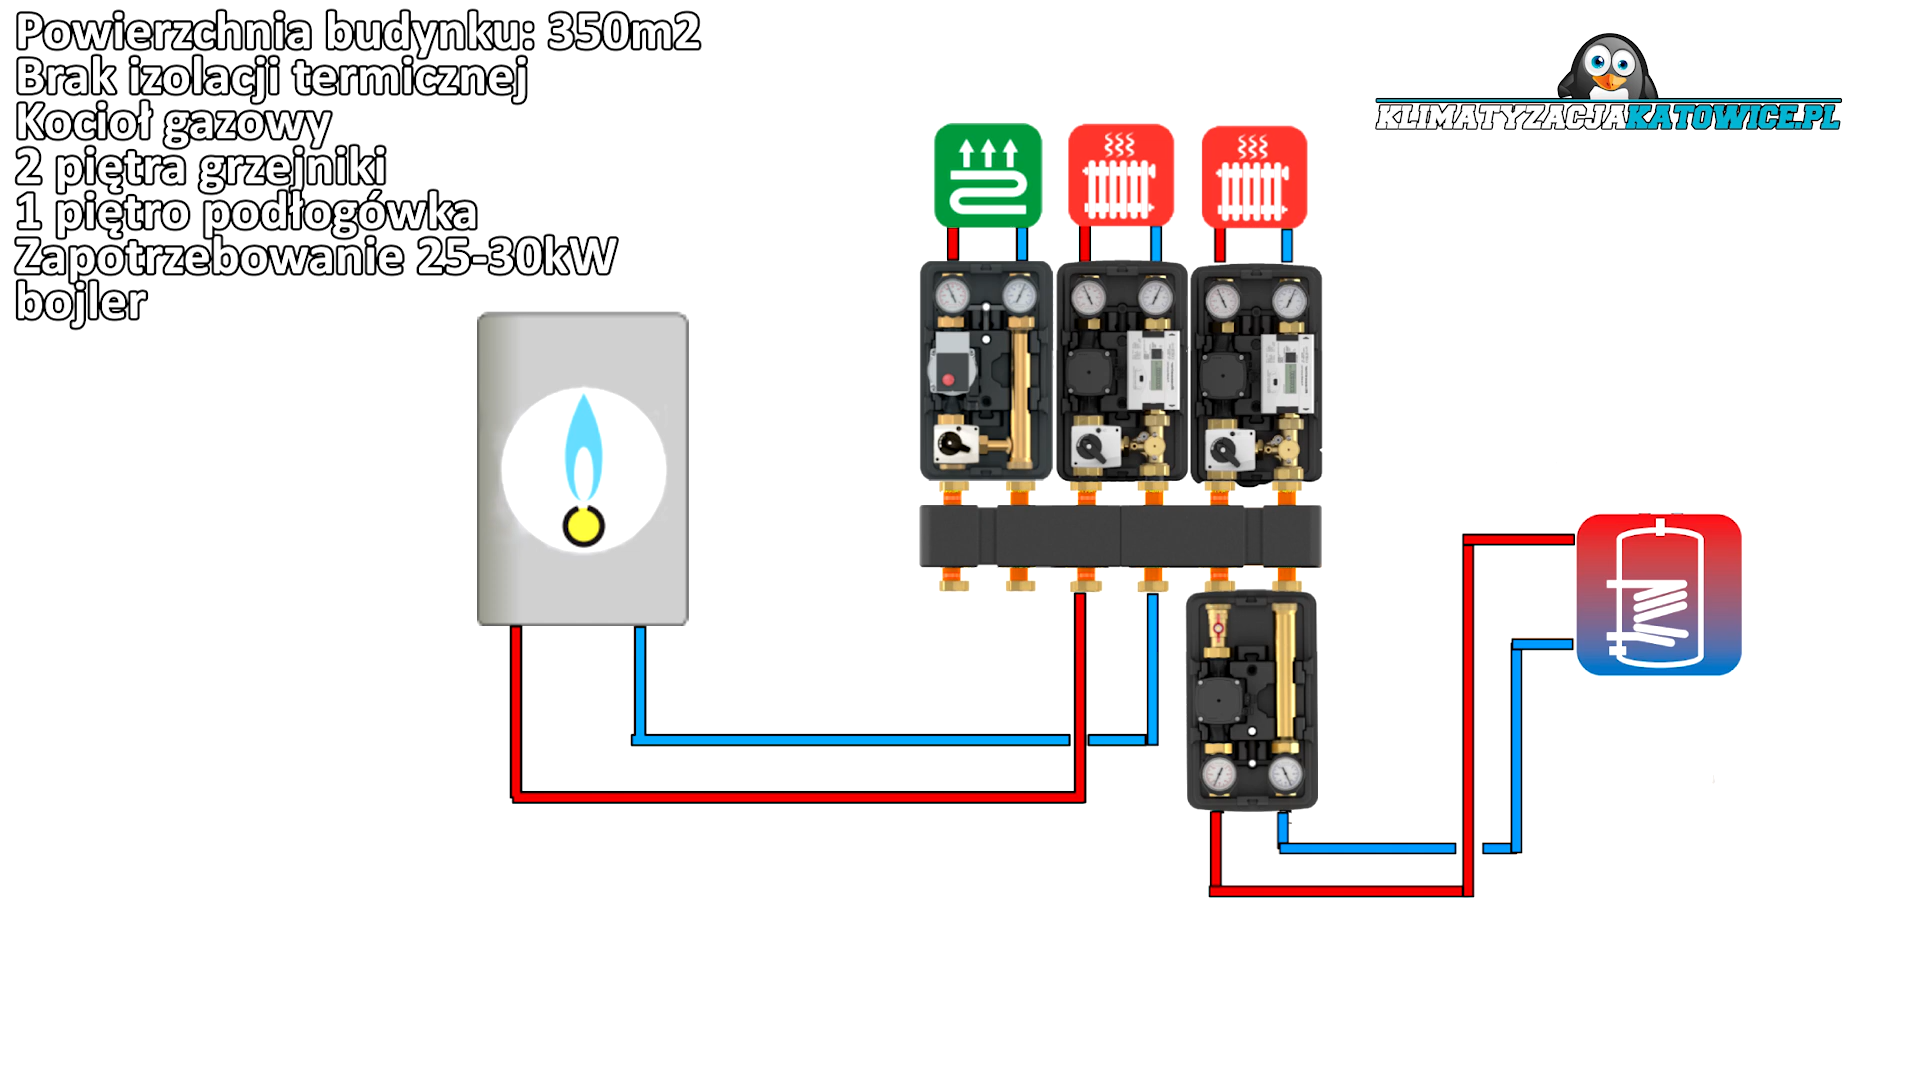 Powierzchnia budynku: 350m2
Brak izolacji termicznej
Kocioł gazowy
2 piętra grzejniki
1 piętro podłogówka
Zapotrzebowanie 25-30kW
bojler
KLIMATYZACJAKATOWICE.PL